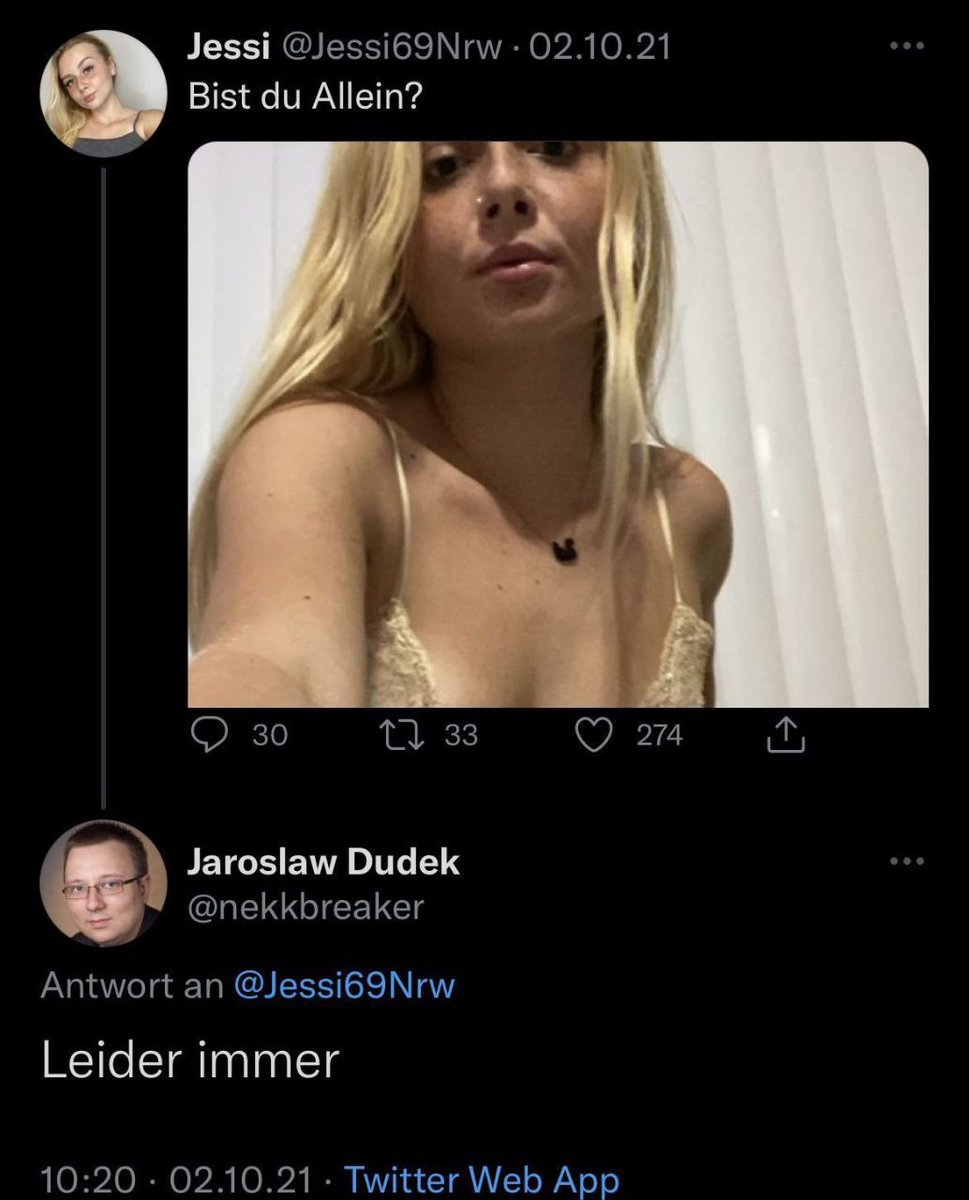 Jessi @Jessi69Nrw · 02.10.21
Bist du Allein?
30 33 274
Jaroslaw Dudek
@nekkbreaker
Antwort an @Jessi69Nrw
Leider immer
10:20 · 02.10.21 · Twitter Web App